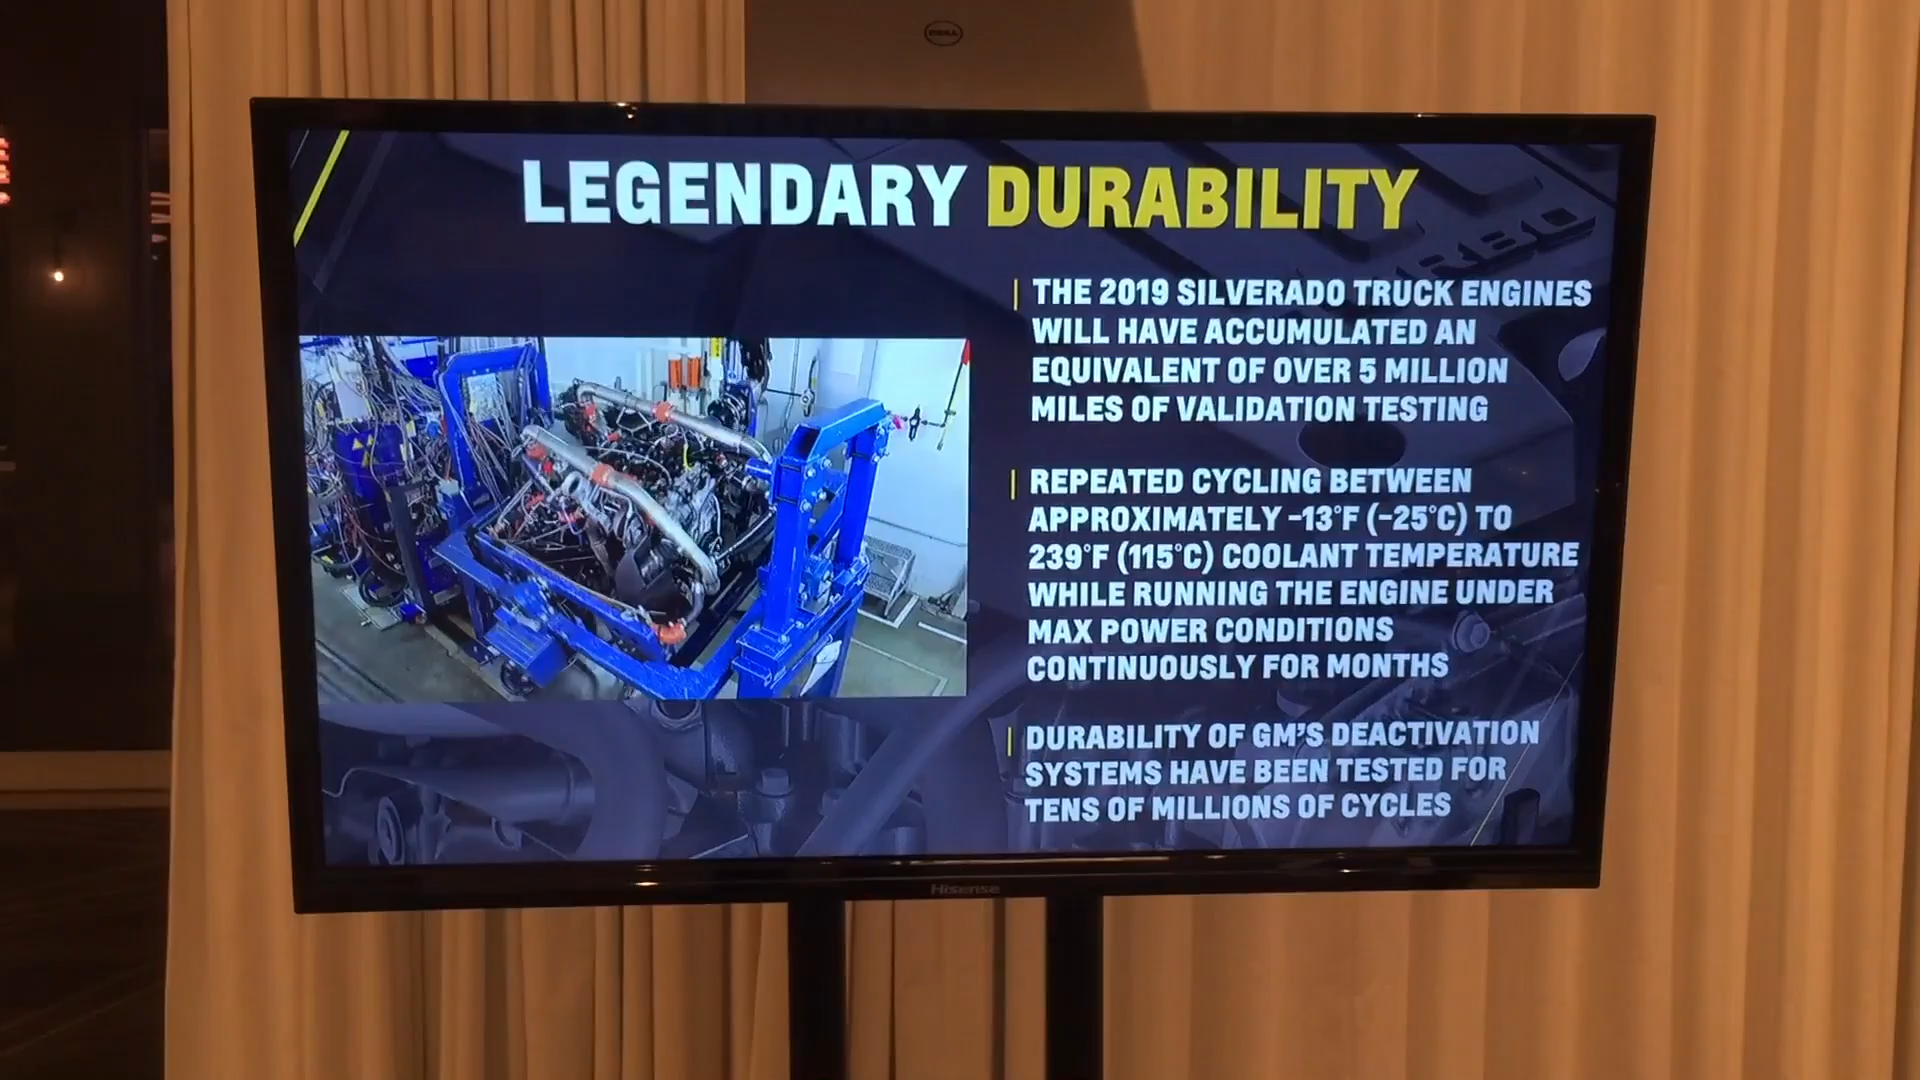 DELL
LEGENDARY DURABILITY
RBO
THE 2019 SILVERADO TRUCK ENGINES
WILL HAVE ACCUMULATED AN
EQUIVALENT OF OVER 5 MILLION
MILES OF VALIDATION TESTING
REPEATED CYCLING BETWEEN
APPROXIMATELY -13°F (-25°C) TO
239°F (115°C) COOLANT TEMPERATURE
WHILE RUNNING THE ENGINE UNDER
MAX POWER CONDITIONS
CONTINUOUSLY FOR MONTHS
DURABILITY OF GM'S DEACTIVATION
SYSTEMS HAVE BEEN TESTED FOR
TENS OF MILLIONS OF CYCLES
Hisense